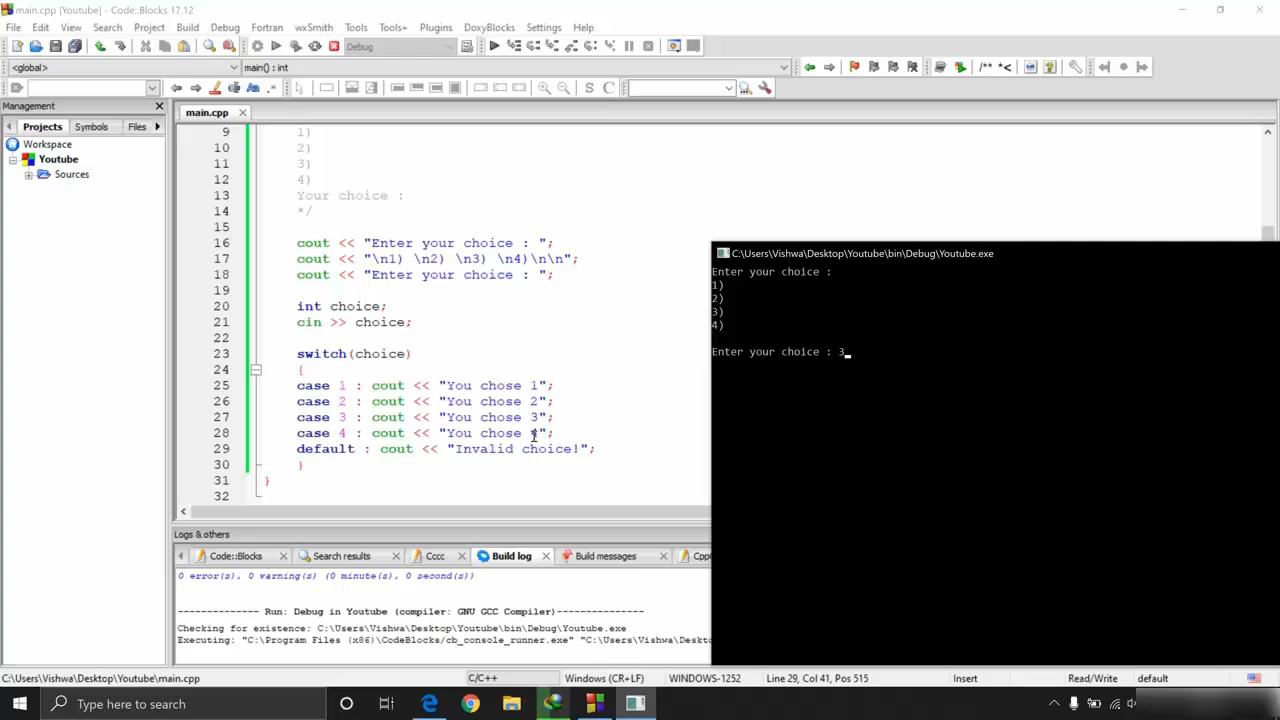 main.cpp [Youtube] - Code::Blocks 17.12
File Edit View Search Project Build Debug Fortran wxSmith Tools Tools+ Plugins DoxyBlocks Settings Help
Debug
<global> main() : int
Management
main.cpp
Projects Symbols Files
Workspace
Youtube
Sources
9 1)
10 2)
11 3)
12 4)
13 Your choice :
14 */
15
16 cout << "Enter your choice : ";
17 cout << "\n1) \n2) \n3) \n4)\n\n";
18 cout << "Enter your choice : ";
19
20 int choice;
21 cin >> choice;
22
23 switch(choice)
24 {
25 case 1 : cout << "You chose 1";
26 case 2 : cout << "You chose 2";
27 case 3 : cout << "You chose 3";
28 case 4 : cout << "You chose 4";
29 default : cout << "Invalid choice!";
30 }
31 }
32
C:\Users\Vishwa\Desktop\Youtube\bin\Debug\Youtube.exe
Enter your choice :
1)
2)
3)
4)
Enter your choice : 3
Logs & others
Code::Blocks Search results Cccc Build log Build messages
0 error(s), 0 warning(s) (0 minute(s), 0 second(s))
-------------- Run: Debug in Youtube (compiler: GNU GCC Compiler)---------------
Checking for existence: C:\Users\Vishwa\Desktop\Youtube\bin\Debug\Youtube.exe
Executing: "C:\Program Files (x86)\CodeBlocks/cb_console_runner.exe" "C:\Users\Vishwa\Deskto
C:\Users\Vishwa\Desktop\Youtube\main.cpp C/C++ Windows (CR+LF) WINDOWS-1252 Line 29, Col 41, Pos 515 Insert Read/Write default
Type here to search